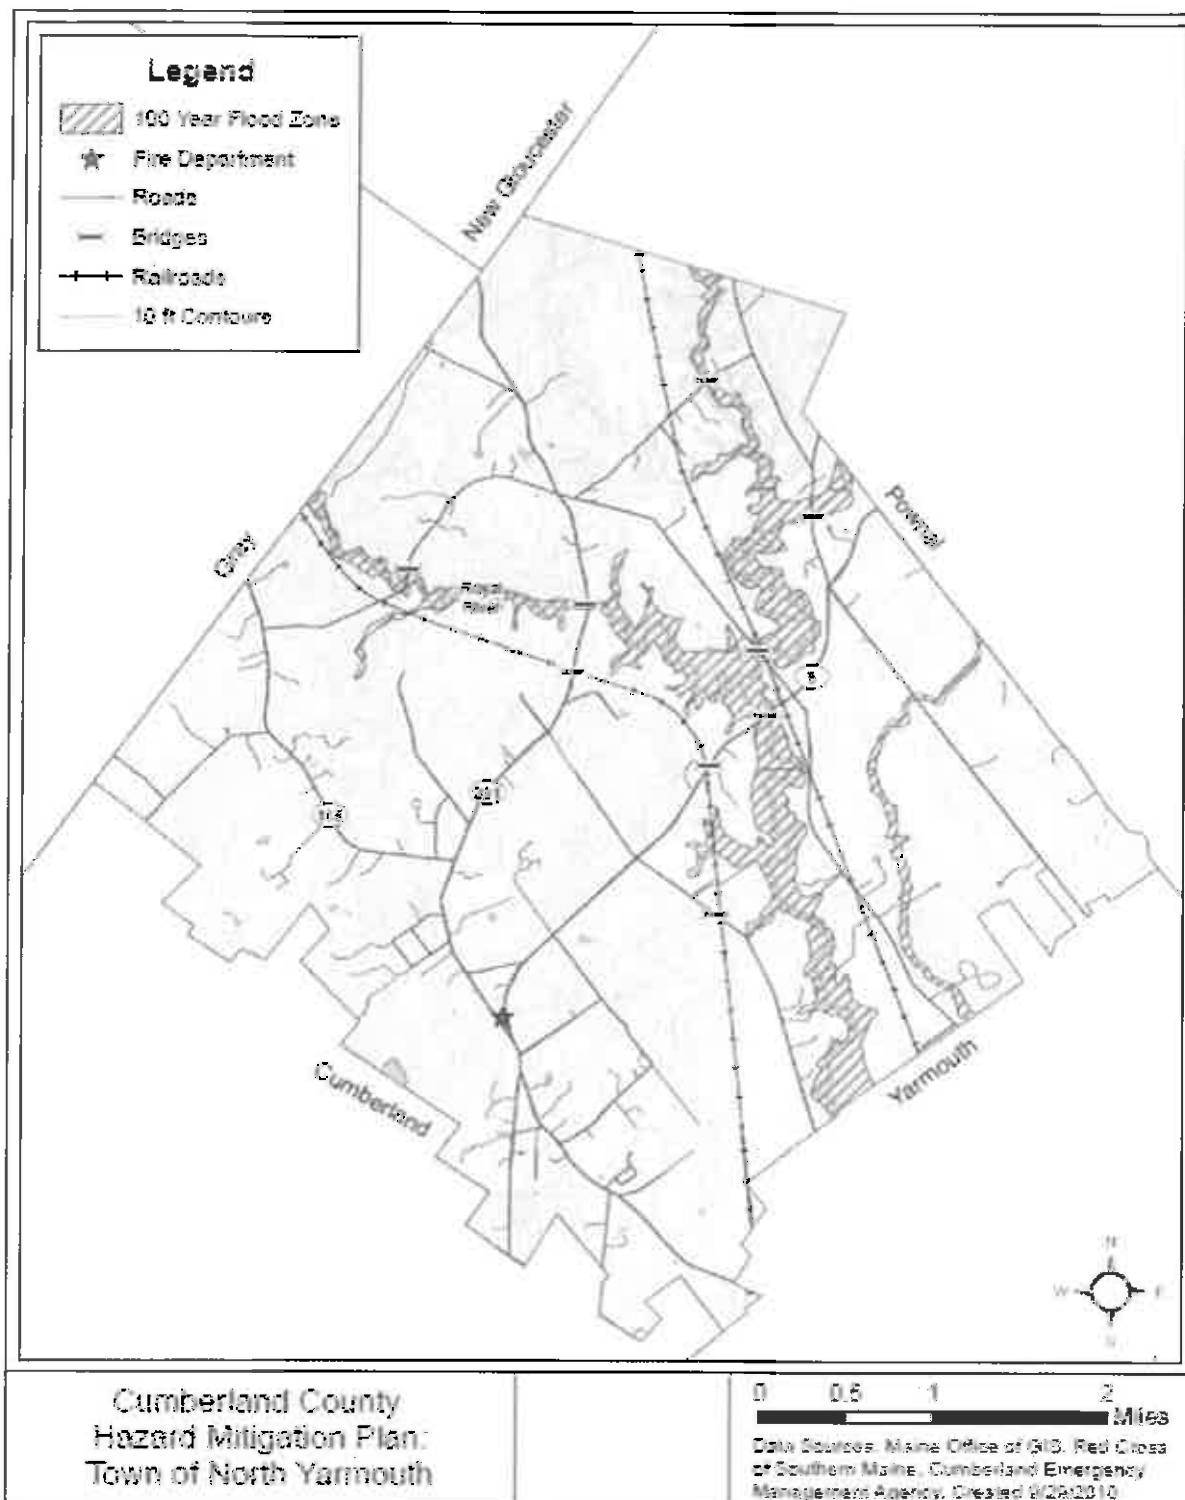 Legend
100 Year Flood Zone
Fire Department
Roads
Bridges
Railroads
10 ft Contours
New Gloucester
Gray
Pownal
Royal
River
231
Cumberland
Yarmouth
N
W
E
S
Cumberland County
Hazard Mitigation Plan:
Town of North Yarmouth
0 0.5 1 2
Miles
Data Sources: Maine Office of GIS, Red Cross
of Southern Maine, Cumberland Emergency
Management Agency, Created 9/29/2010